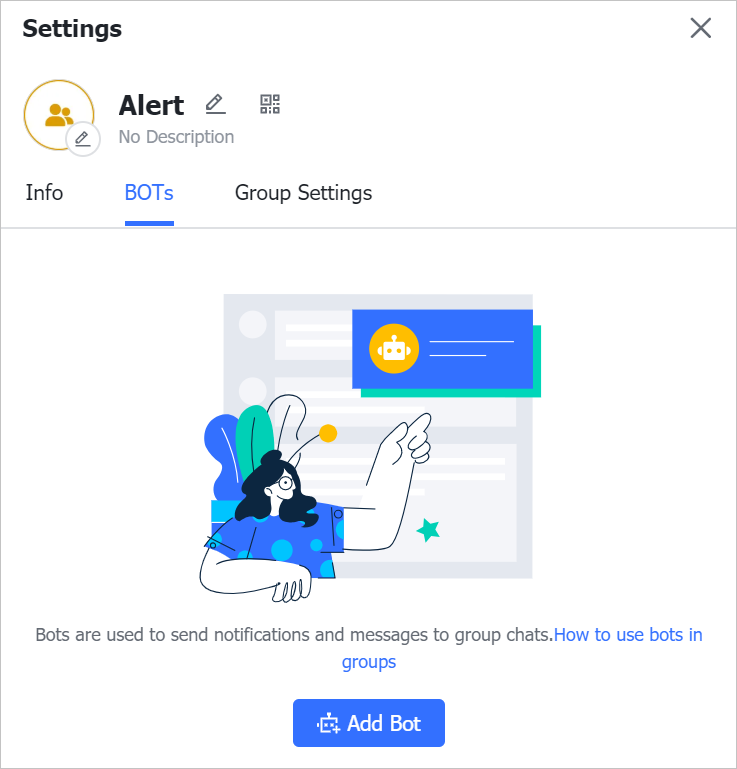 Settings
Alert
No Description
Info
BOTs
Group Settings
Bots are used to send notifications and messages to group chats.How to use bots in
groups
Add Bot